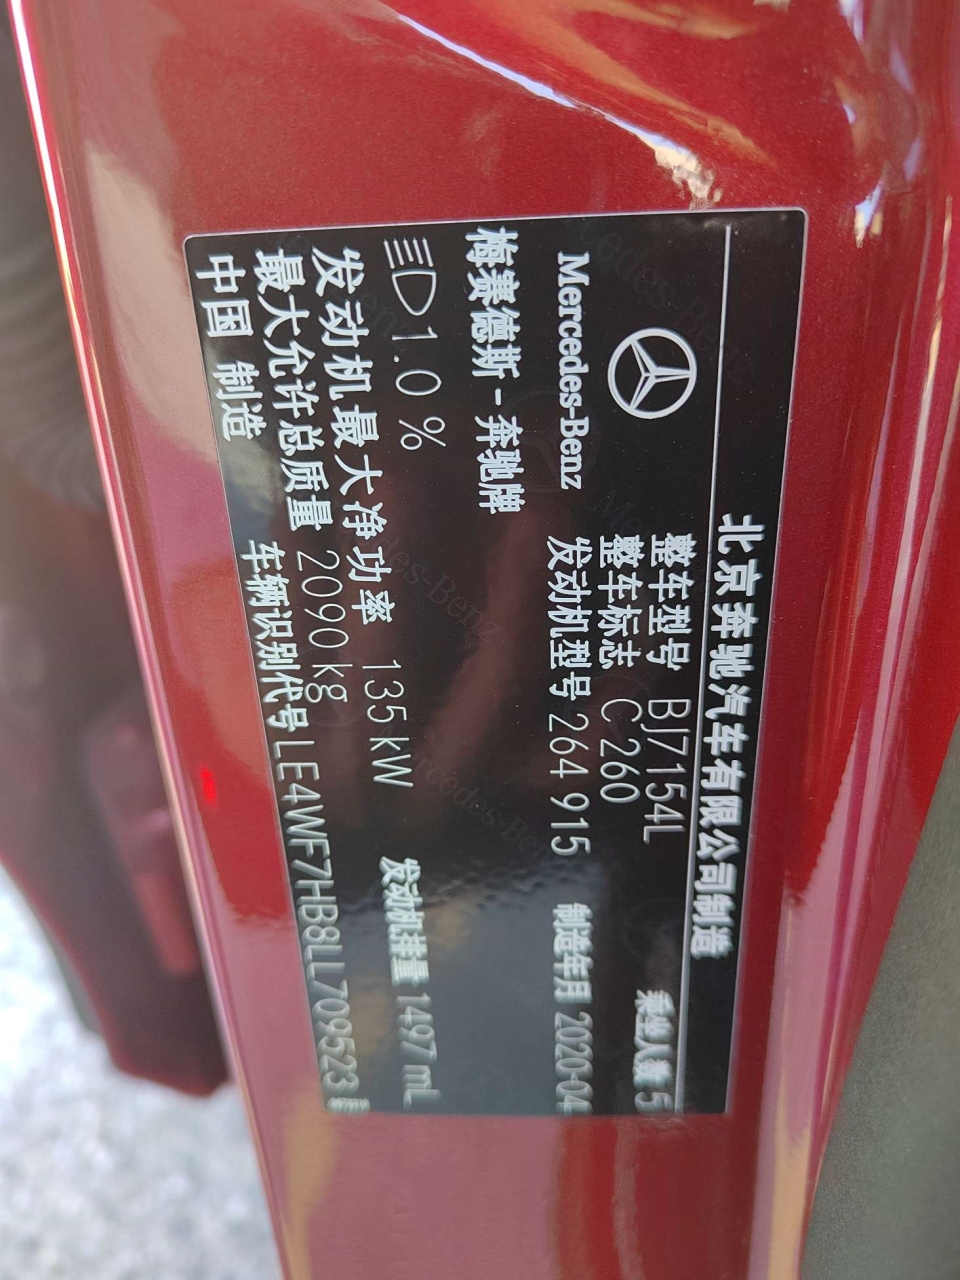 北京奔驰汽车有限公司制造
Mercedes-Benz
梅赛德斯-奔驰牌
整车型号 BJ7154L 乘坐人数 5
整车标志 C 260
发动机型号 264 915 制造年月 2020-04
1.0 %
发动机最大净功率 135 kW 发动机排量 1497 mL
最大允许总质量 2090 kg
中国 制造 车辆识别代号 LE4WF7HB8LL709523